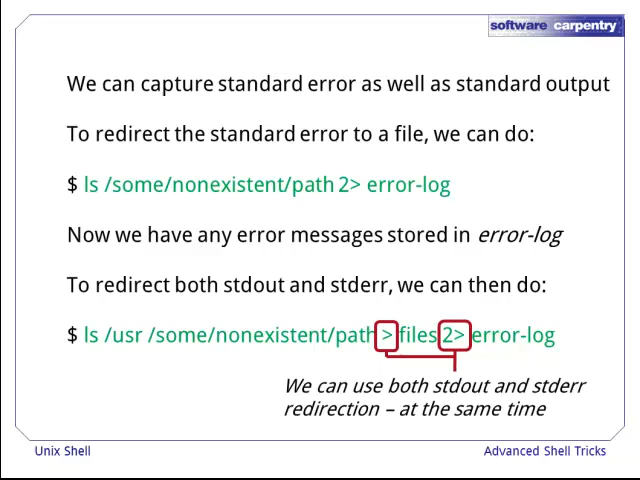 software carpentry
We can capture standard error as well as standard output
To redirect the standard error to a file, we can do:
$ ls /some/nonexistent/path 2> error-log
Now we have any error messages stored in error-log
To redirect both stdout and stderr, we can then do:
$ ls /usr /some/nonexistent/path > files 2> error-log
We can use both stdout and stderr
redirection – at the same time
Unix Shell
Advanced Shell Tricks